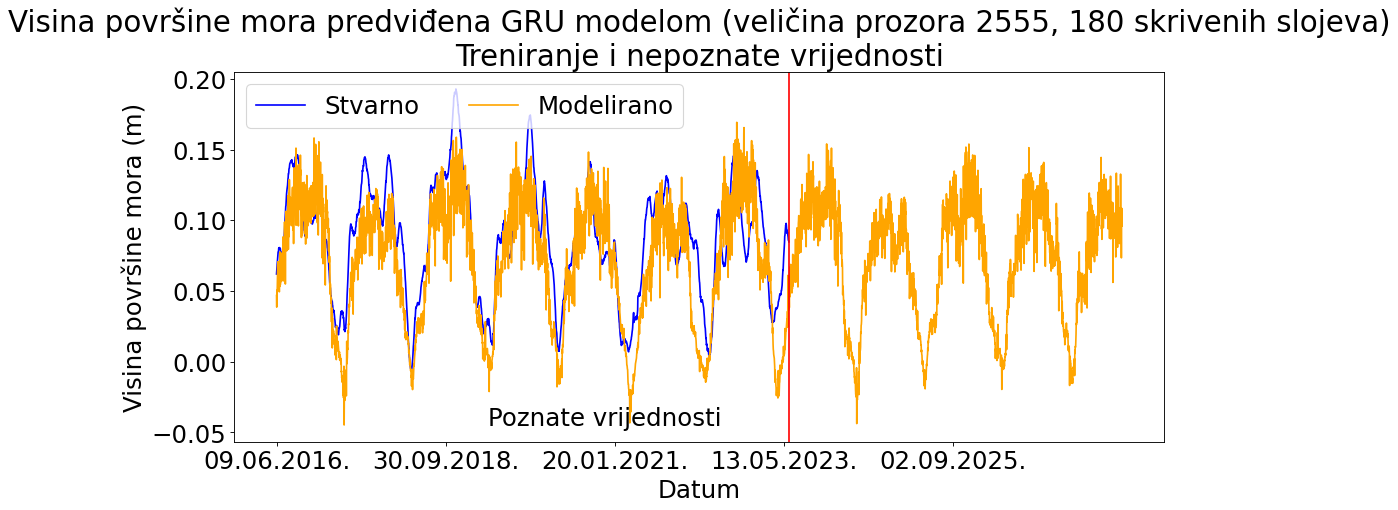 Visina površine mora predviđena GRU modelom (veličina prozora 2555, 180 skrivenih slojeva)
Treniranje i nepoznate vrijednosti
Stvarno
Modelirano
0.20
0.15
0.10
0.05
0.00
−0.05
Visina površine mora (m)
Poznate vrijednosti
09.06.2016.
30.09.2018.
20.01.2021.
13.05.2023.
02.09.2025.
Datum